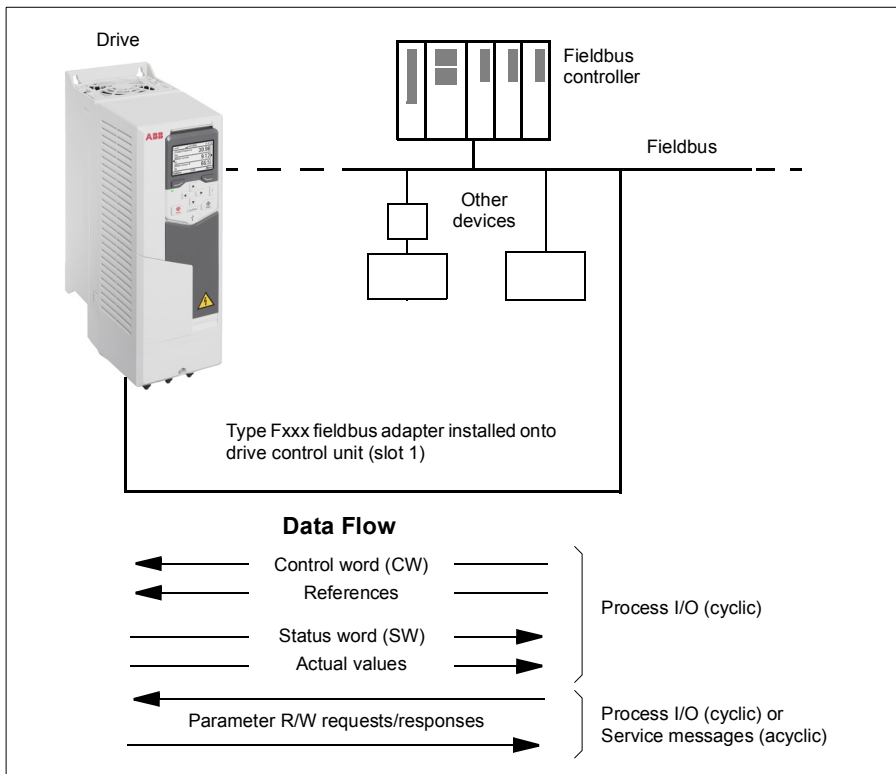 Drive
Fieldbus
controller
ABB
Fieldbus
Other
devices
Type Fxxx fieldbus adapter installed onto
drive control unit (slot 1)
Data Flow
Control word (CW)
References
Process I/O (cyclic)
Status word (SW)
Actual values
Parameter R/W requests/responses
Process I/O (cyclic) or
Service messages (acyclic)